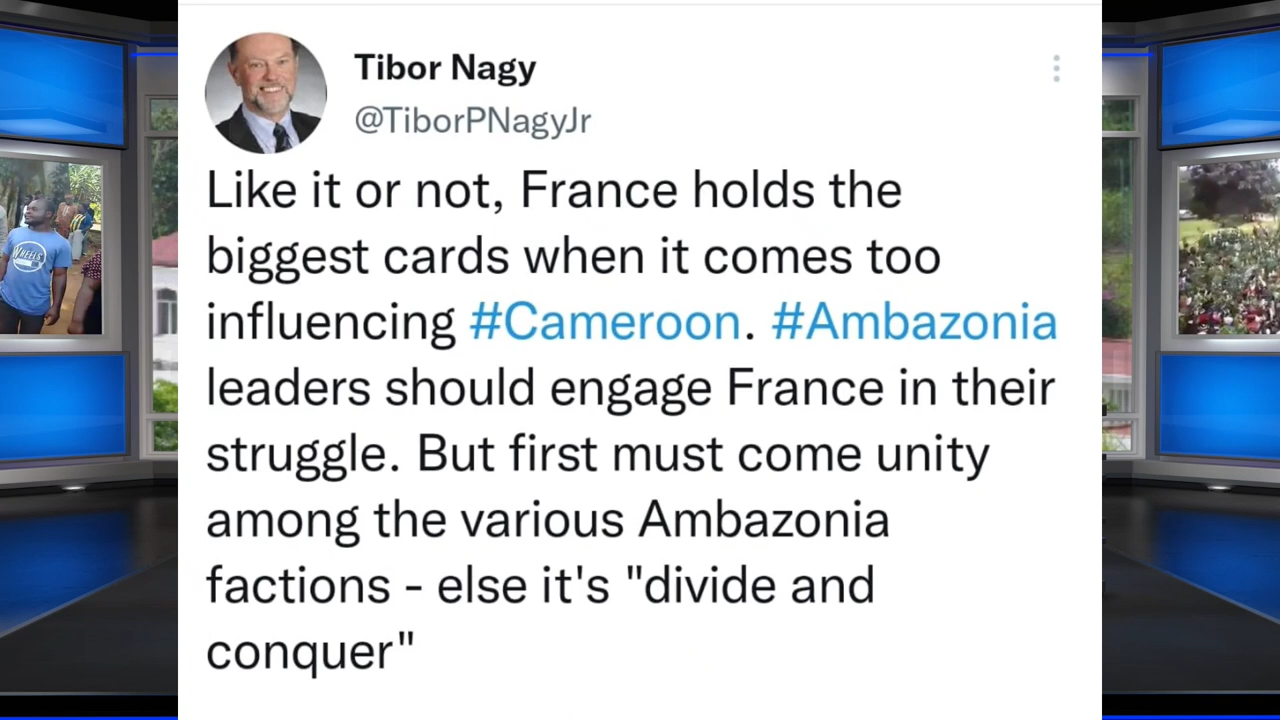 Tibor Nagy
@TiborPNagyJr
Like it or not, France holds the
biggest cards when it comes too
influencing #Cameroon. #Ambazonia
leaders should engage France in their
struggle. But first must come unity
among the various Ambazonia
factions - else it's "divide and
conquer"
WHEELS